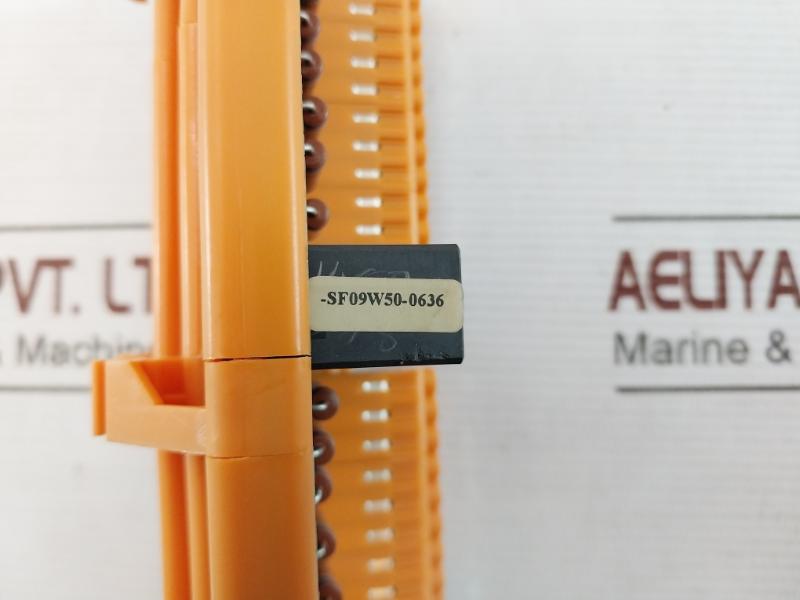 -SF09W50-0636
PVT. LT
& Machin
AELIYA
Marine &